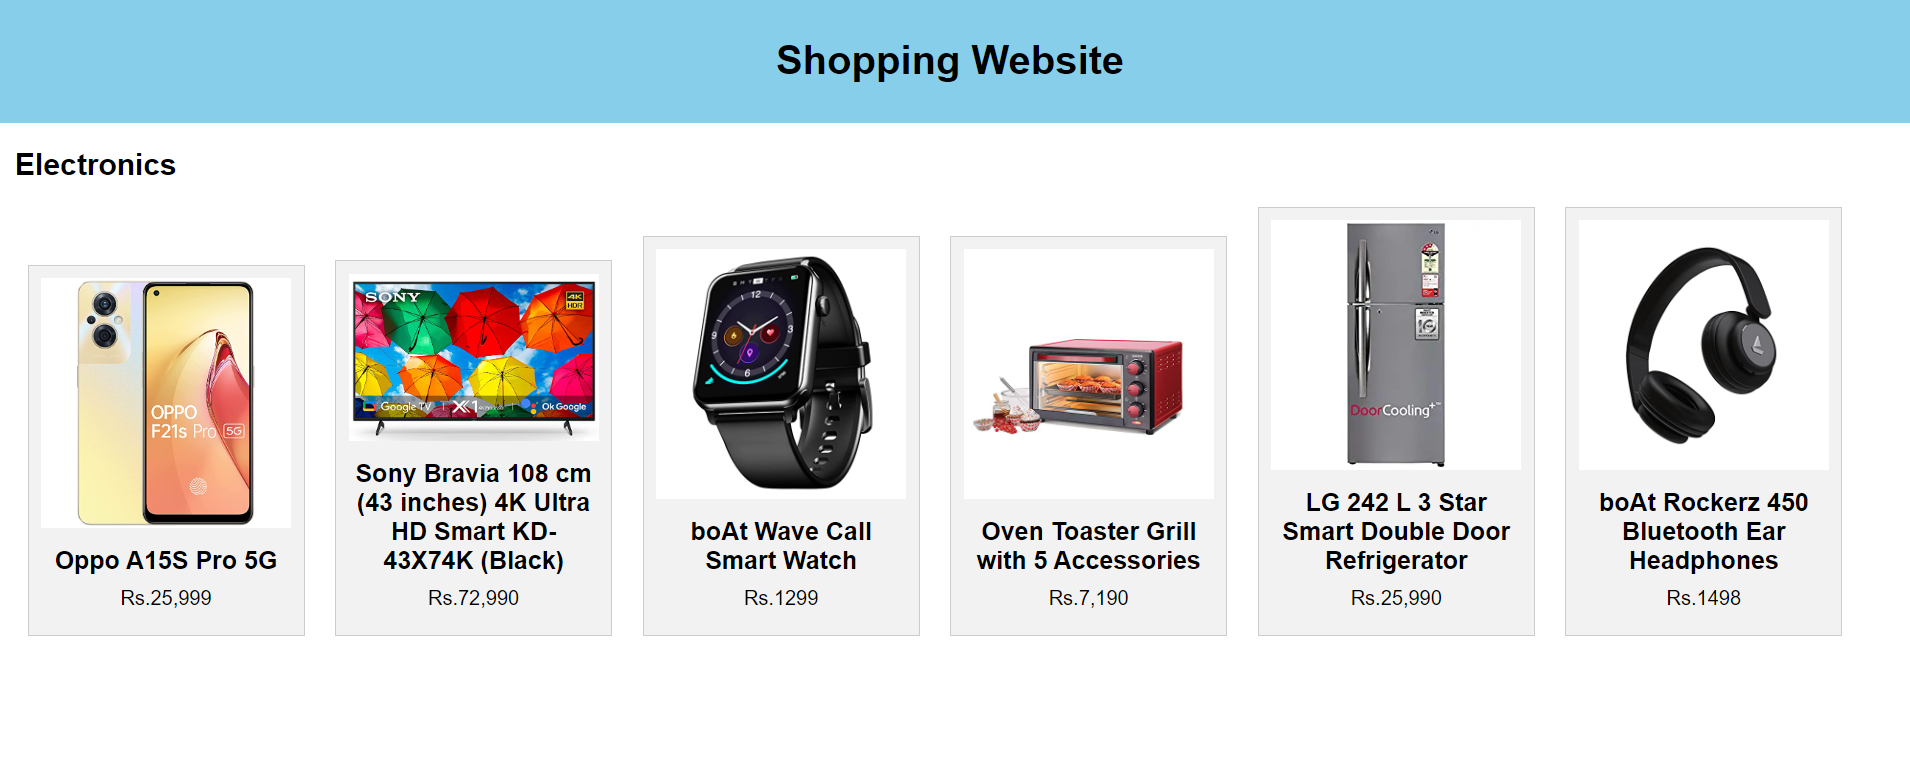 Shopping Website
Electronics
OPPO
F21s Pro 5G
Oppo A15S Pro 5G
Rs.25,999
SONY
4K
HDR
Google TV
X1
Ok Google
Sony Bravia 108 cm
(43 inches) 4K Ultra
HD Smart KD-
43X74K (Black)
Rs.72,990
12
9
3
6
boAt Wave Call
Smart Watch
Rs.1299
Oven Toaster Grill
with 5 Accessories
Rs.7,190
LG
10
DoorCooling+™
LG 242 L 3 Star
Smart Double Door
Refrigerator
Rs.25,990
boAt Rockerz 450
Bluetooth Ear
Headphones
Rs.1498